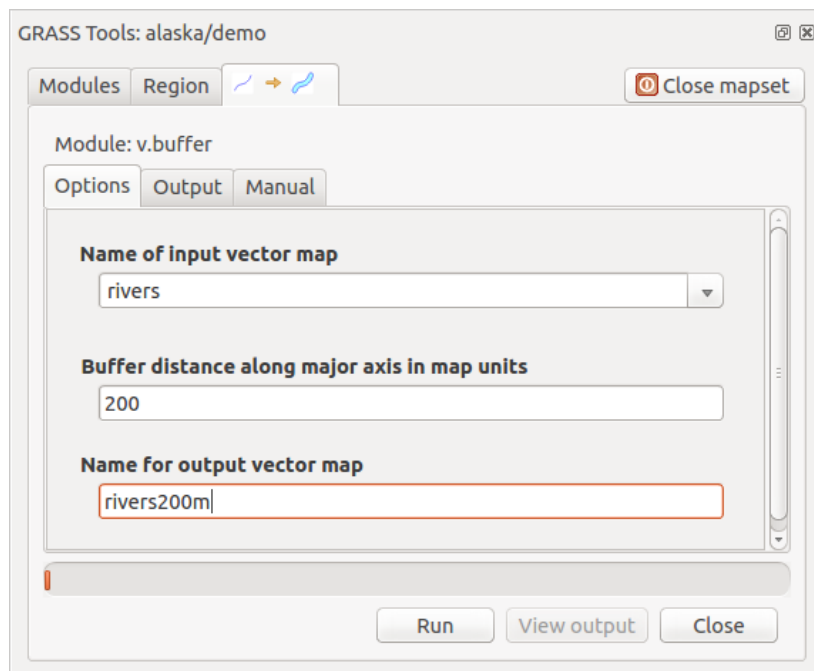 GRASS Tools: alaska/demo
Modules Region Close mapset
Module: v.buffer
Options Output Manual
Name of input vector map
rivers
Buffer distance along major axis in map units
200
Name for output vector map
rivers200m
Run View output Close